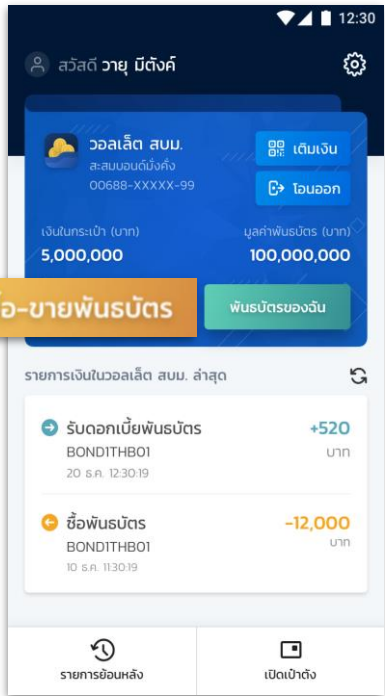 12:30
สวัสดี วายุ มีตังค์
วอลเล็ต สบม.
สะสมบอนด์มั่งคั่ง
00688-XXXXX-99
เติมเงิน
โอนออก
เงินในกระเป๋า (บาท)
5,000,000
มูลค่าพันธบัตร (บาท)
100,000,000
-ขายพันธบัตร
พันธบัตรของฉัน
รายการเงินในวอลเล็ต สบม. ล่าสุด
รับดอกเบี้ยพันธบัตร
+520
BOND1THB01
บาท
20 ธ.ค. 12:30:19
ซื้อพันธบัตร
-12,000
BOND1THB01
บาท
10 ธ.ค. 11:30:19
รายการย้อนหลัง
เปิดเป๋าตัง